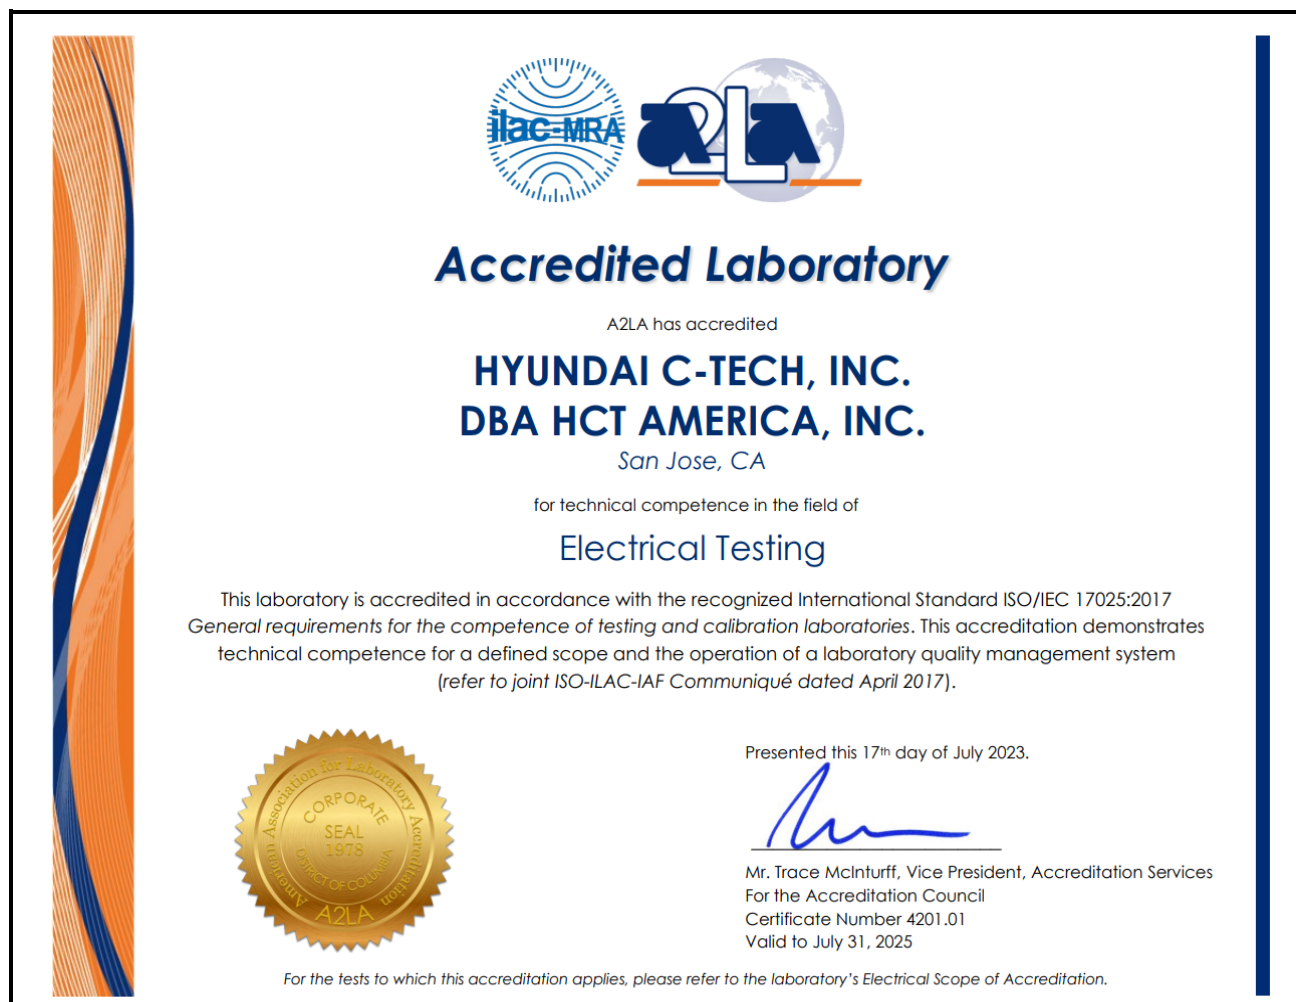 ilac-MRA
A2LA
Accredited Laboratory
A2LA has accredited
HYUNDAI C-TECH, INC.
DBA HCT AMERICA, INC.
San Jose, CA
for technical competence in the field of
Electrical Testing
This laboratory is accredited in accordance with the recognized International Standard ISO/IEC 17025:2017
General requirements for the competence of testing and calibration laboratories. This accreditation demonstrates
technical competence for a defined scope and the operation of a laboratory quality management system
(refer to joint ISO-ILAC-IAF Communiqué dated April 2017).
American Association for Laboratory Accreditation
CORPORATE
SEAL
1978
DISTRICT OF COLUMBIA
A2LA
Presented this 17th day of July 2023.
Mr. Trace McInturff, Vice President, Accreditation Services
For the Accreditation Council
Certificate Number 4201.01
Valid to July 31, 2025
For the tests to which this accreditation applies, please refer to the laboratory’s Electrical Scope of Accreditation.